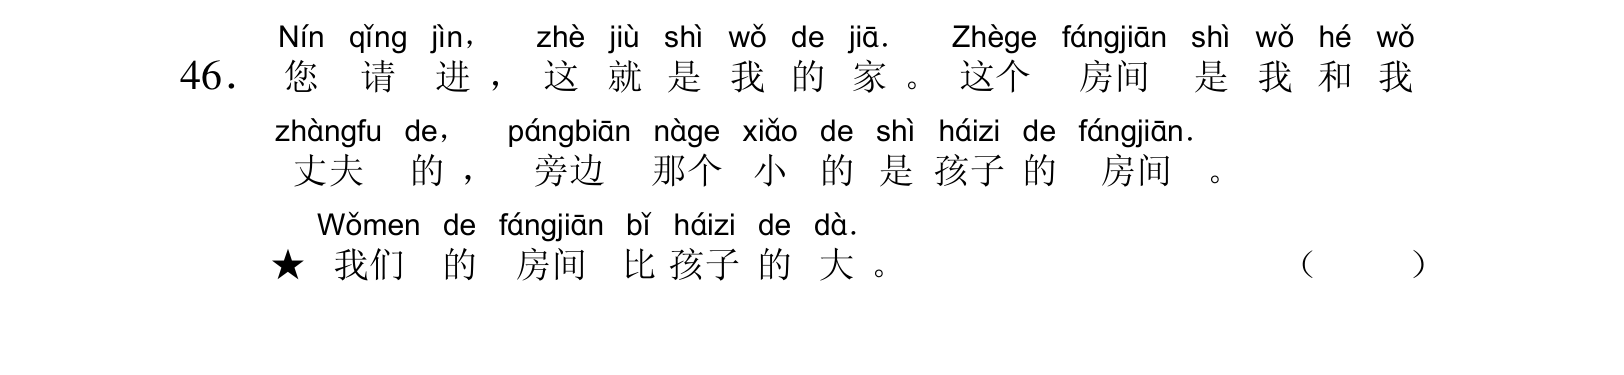 Nín qǐng jìn, zhè jiù shì wǒ de jiā. Zhège fángjiān shì wǒ hé wǒ
46. 您 请 进 ， 这 就 是 我 的 家 。 这个 房间 是 我 和 我
zhàngfu de, pángbiān nàge xiǎo de shì háizi de fángjiān.
丈夫 的 ， 旁边 那个 小 的 是 孩子 的 房间 。
Wǒmen de fángjiān bǐ háizi de dà.
★ 我们 的 房间 比 孩子 的 大 。 （ ）